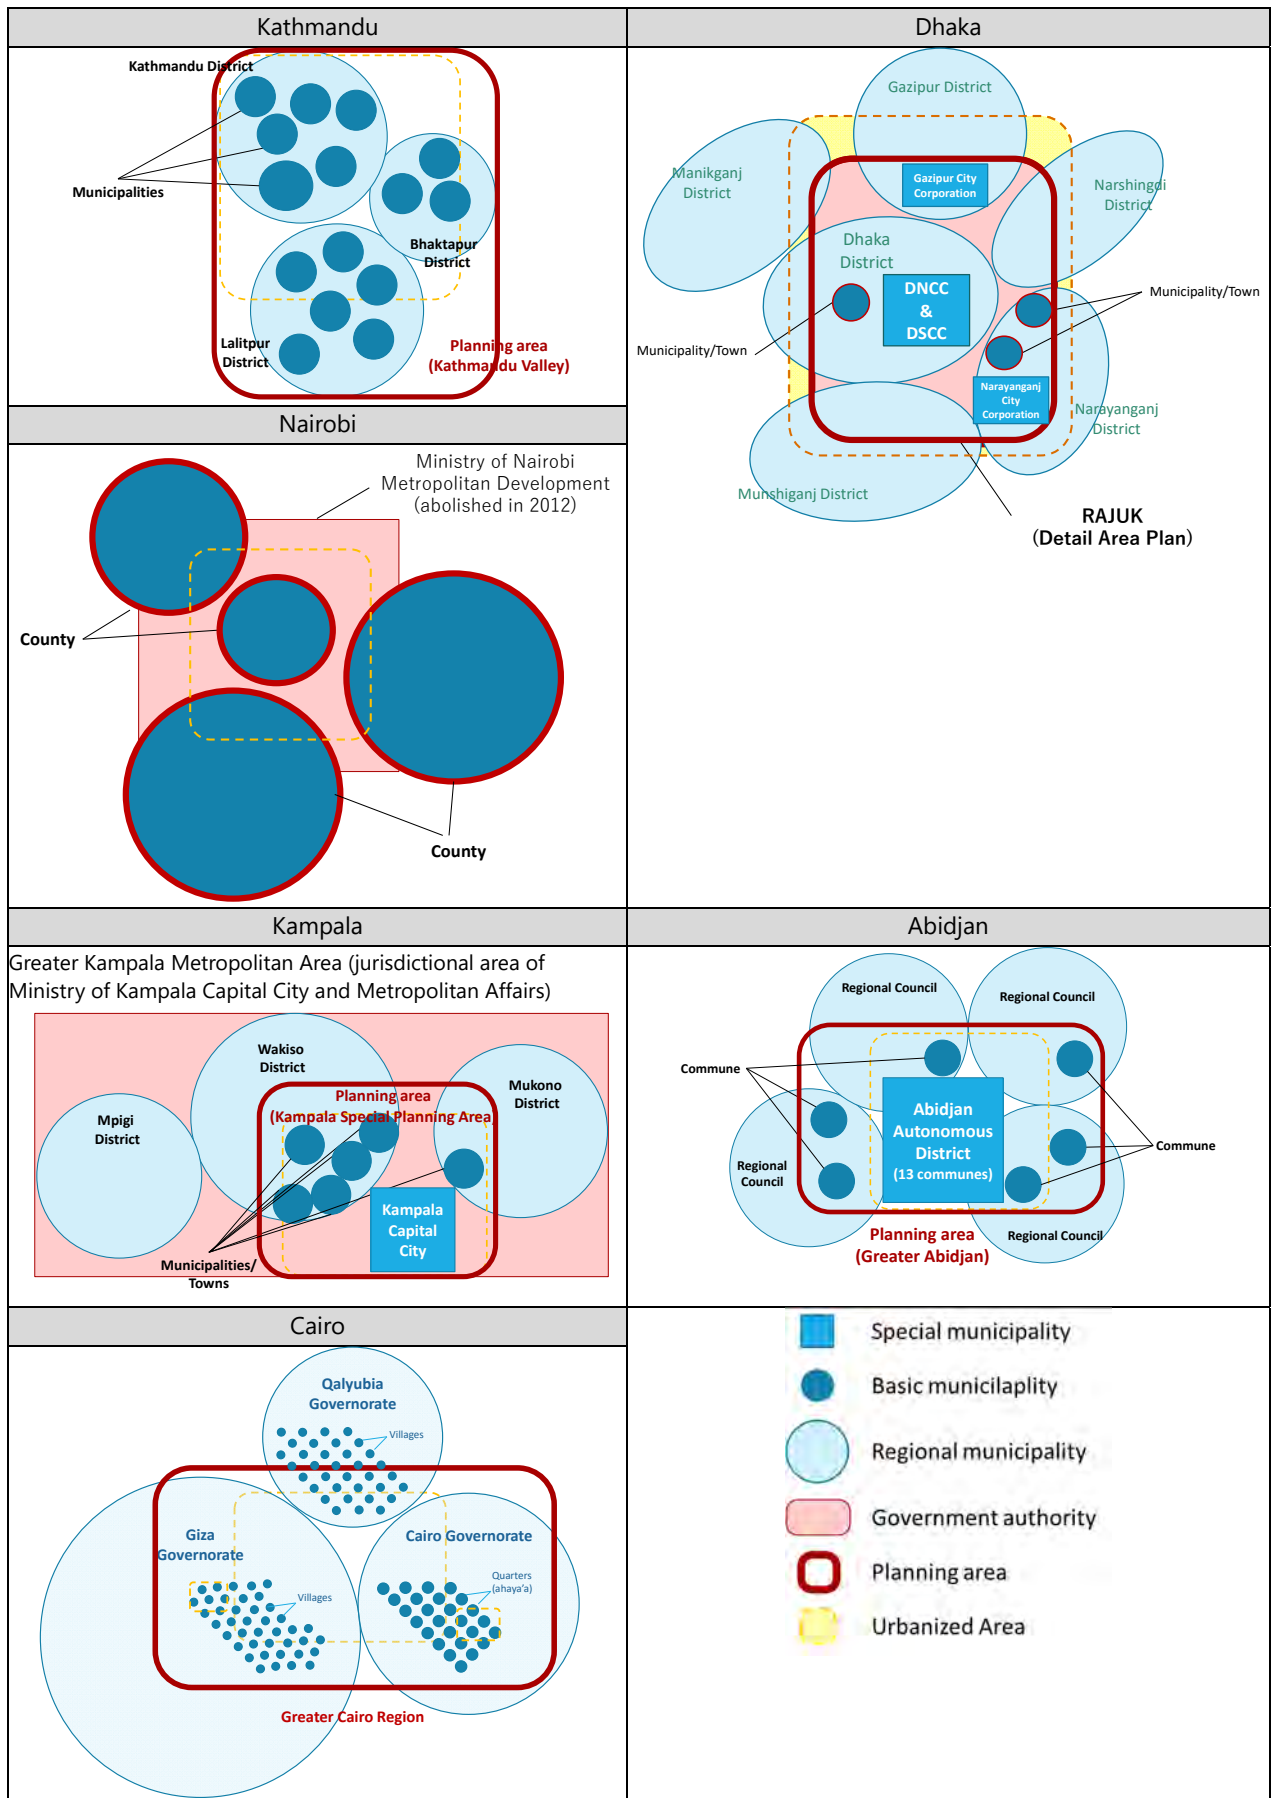 Kathmandu
Kathmandu District
Municipalities
Bhaktapur
District
Lalitpur
District
Planning area
(Kathmandu Valley)
Dhaka
Gazipur District
Manikganj
District
Gazipur City
Corporation
Narshingdi
District
Dhaka
District
DNCC
&
DSCC
Municipality/Town
Municipality/Town
Narayanganj
City
Corporation
Narayanganj
District
Munshiganj District
RAJUK
(Detail Area Plan)
Nairobi
Ministry of Nairobi
Metropolitan Development
(abolished in 2012)
County
County
Kampala
Greater Kampala Metropolitan Area (jurisdictional area of
Ministry of Kampala Capital City and Metropolitan Affairs)
Wakiso
District
Mukono
District
Planning area
(Kampala Special Planning Area)
Mpigi
District
Kampala
Capital
City
Municipalities/
Towns
Abidjan
Regional Council
Regional Council
Commune
Abidjan
Autonomous
District
(13 communes)
Commune
Regional
Council
Planning area
(Greater Abidjan)
Regional Council
Cairo
Qalyubia
Governorate
Villages
Giza
Governorate
Cairo Governorate
Quarters
(ahaya'a)
Villages
Greater Cairo Region
Special municipality
Basic municilaplity
Regional municipality
Government authority
Planning area
Urbanized Area